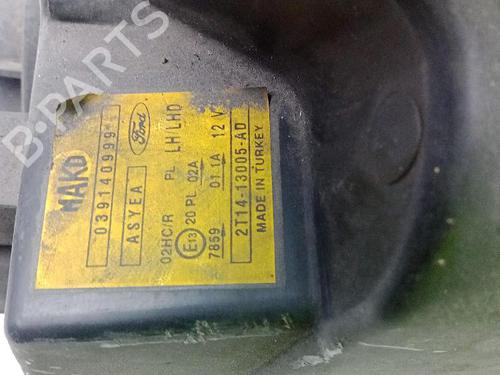 B-PARTS
MAKO
039140999
ASYEA
Ford
02HC/R PL LH/LHD
E13 20 PL 02A
7859 01 1A 12 V
2T14-13005-AD
MADE IN TURKEY